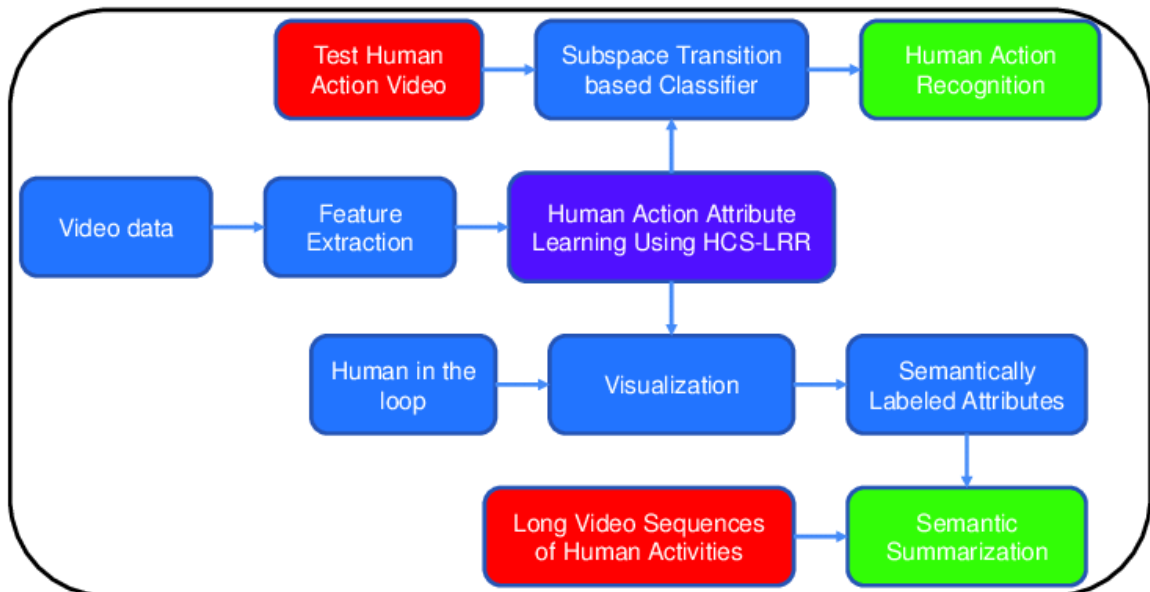 Test Human
Action Video
Subspace Transition
based Classifier
Human Action
Recognition
Video data
Feature
Extraction
Human Action Attribute
Learning Using HCS-LRR
Human in the
loop
Visualization
Semantically
Labeled Attributes
Long Video Sequences
of Human Activities
Semantic
Summarization